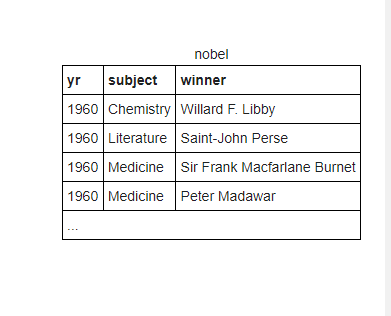 nobel
yr subject winner
1960 Chemistry Willard F. Libby
1960 Literature Saint-John Perse
1960 Medicine Sir Frank Macfarlane Burnet
1960 Medicine Peter Madawar
...